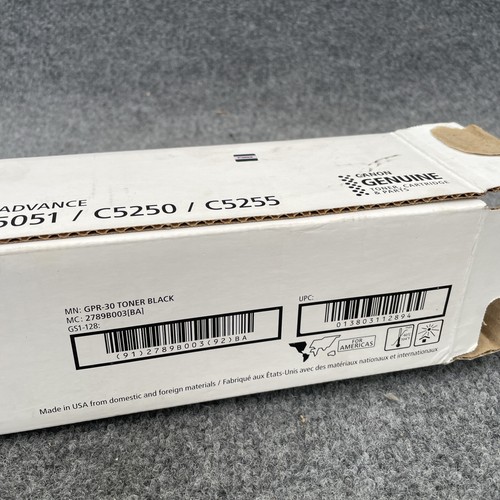 CANON
GENUINE
TONER, CARTRIDGE
& PARTS
ADVANCE
5051 / C5250 / C5255
MN: GPR-30 TONER BLACK
MC: 2789B003[BA]
GS1-128:
(91)2789B003(92)BA
UPC:
013803112894
FOR
AMERICAS
Made in USA from domestic and foreign materials / Fabriqué aux États-Unis avec des matériaux nationaux et internationaux